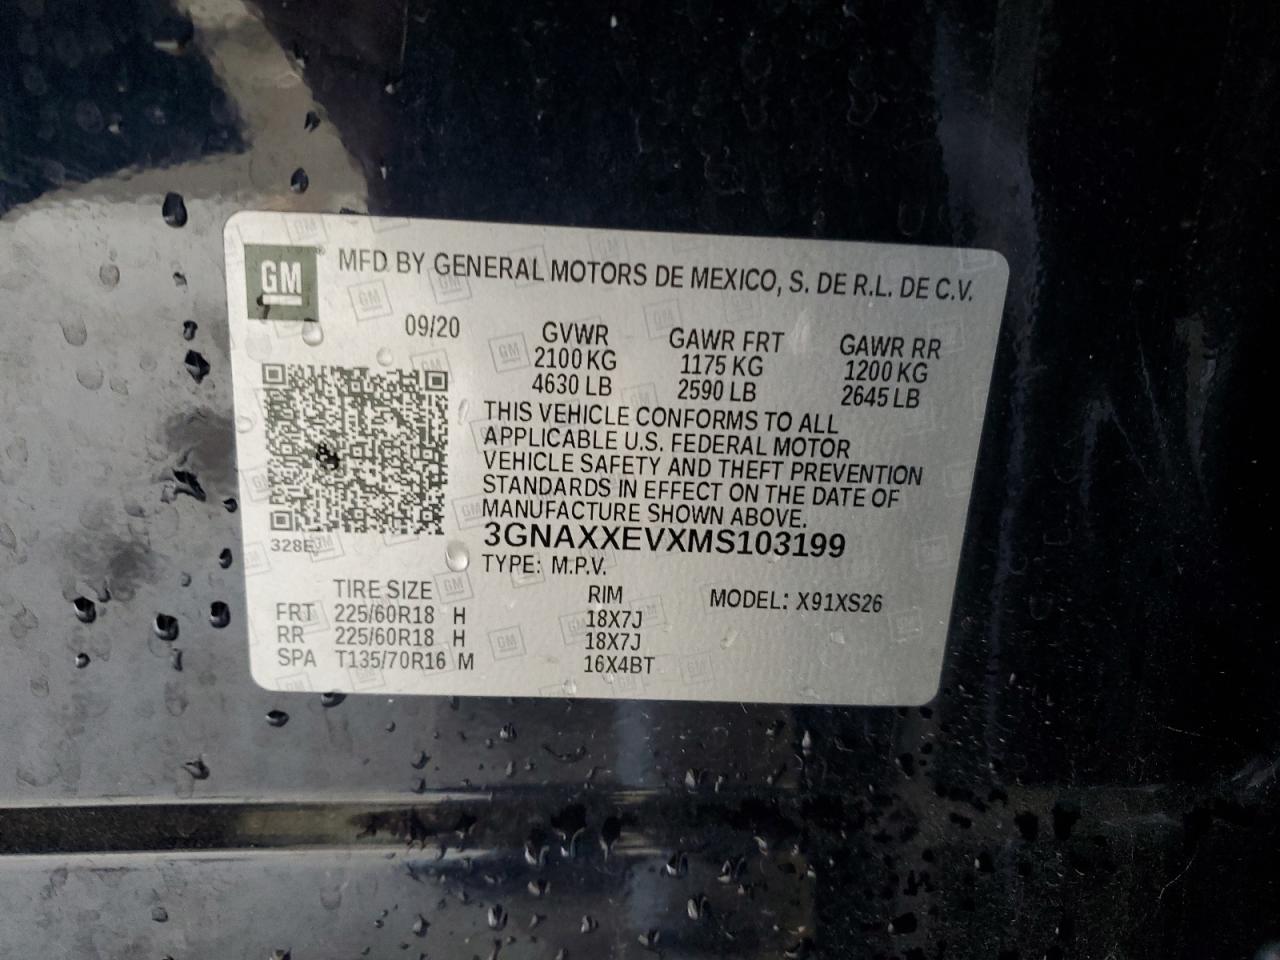 GM
MFD BY GENERAL MOTORS DE MEXICO, S. DE R.L. DE C.V.
09/20 GVWR GAWR FRT GAWR RR
2100 KG 1175 KG 1200 KG
4630 LB 2590 LB 2645 LB
THIS VEHICLE CONFORMS TO ALL
APPLICABLE U.S. FEDERAL MOTOR
VEHICLE SAFETY AND THEFT PREVENTION
STANDARDS IN EFFECT ON THE DATE OF
MANUFACTURE SHOWN ABOVE.
3GNAXXEVXMS103199
328E
TYPE: M.P.V.
TIRE SIZE RIM MODEL: X91XS26
FRT 225/60R18 H 18X7J
RR 225/60R18 H 18X7J
SPA T135/70R16 M 16X4BT